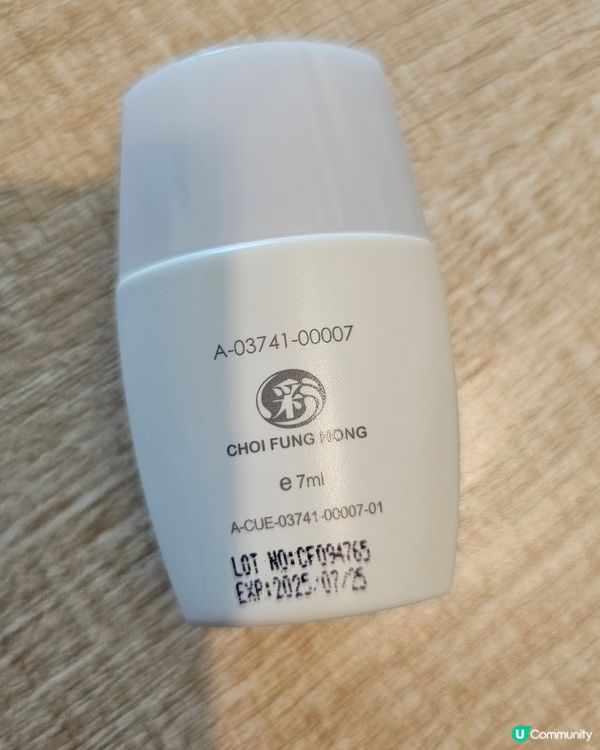 A-03741-00007
彩
CHOI FUNG HONG
e 7ml
A-CUE-03741-00007-01
LOT NO:CF094765
EXP:2025/07/25
U Community